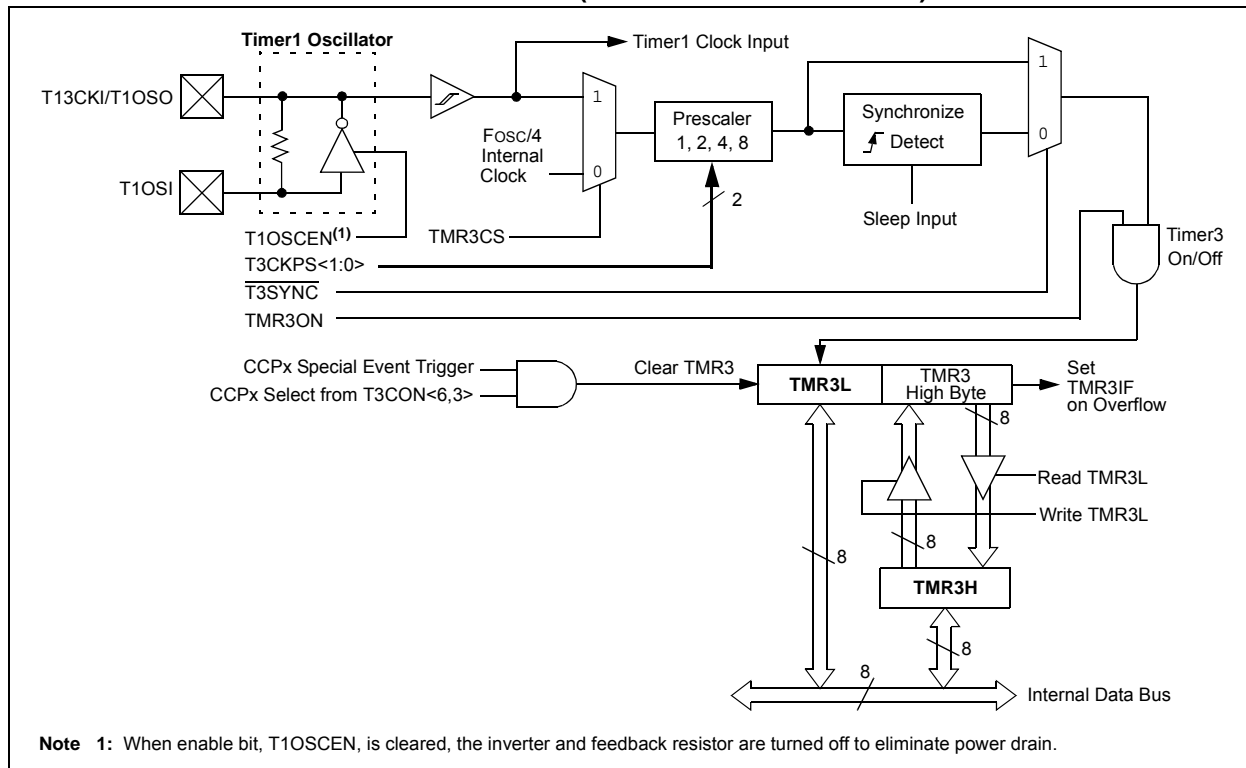 Timer1 Oscillator
Timer1 Clock Input
T13CKI/T1OSO
1
1
FOSC/4
Internal
Clock
0
Prescaler
1, 2, 4, 8
Synchronize
Detect
0
T1OSI
2
Sleep Input
T1OSCEN(1)
TMR3CS
Timer3
On/Off
T3CKPS<1:0>
T3SYNC
TMR3ON
CCPx Special Event Trigger
CCPx Select from T3CON<6,3>
Clear TMR3
TMR3L
TMR3
High Byte
Set
TMR3IF
on Overflow
8
Read TMR3L
Write TMR3L
8
8
TMR3H
8
8
Internal Data Bus
Note 1: When enable bit, T1OSCEN, is cleared, the inverter and feedback resistor are turned off to eliminate power drain.